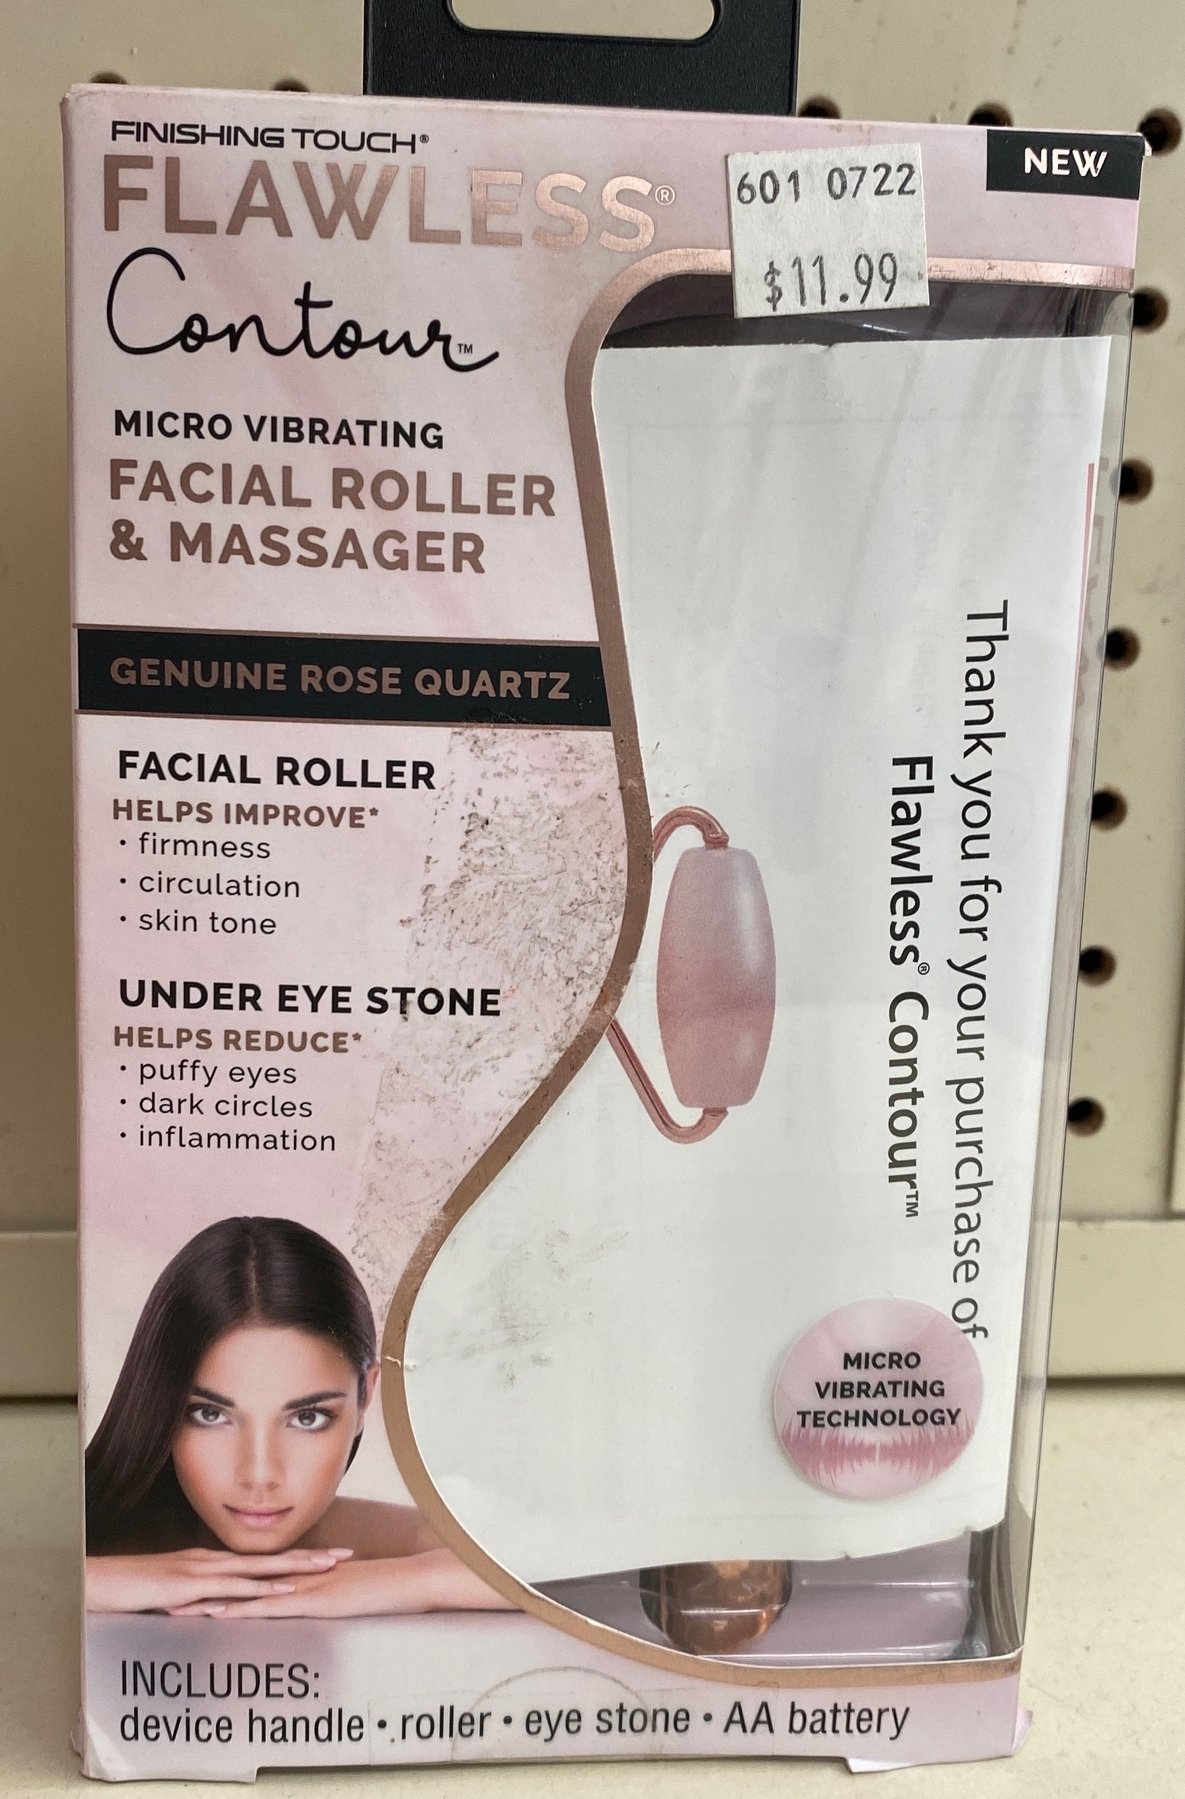 FINISHING TOUCH®
FLAWLESS®
Contour™
MICRO VIBRATING
FACIAL ROLLER
& MASSAGER
GENUINE ROSE QUARTZ
FACIAL ROLLER
HELPS IMPROVE*
• firmness
• circulation
• skin tone
UNDER EYE STONE
HELPS REDUCE*
• puffy eyes
• dark circles
• inflammation
INCLUDES:
device handle • roller • eye stone • AA battery
601 0722
$11.99
NEW
Thank you for your purchase of
Flawless® Contour™
MICRO
VIBRATING
TECHNOLOGY